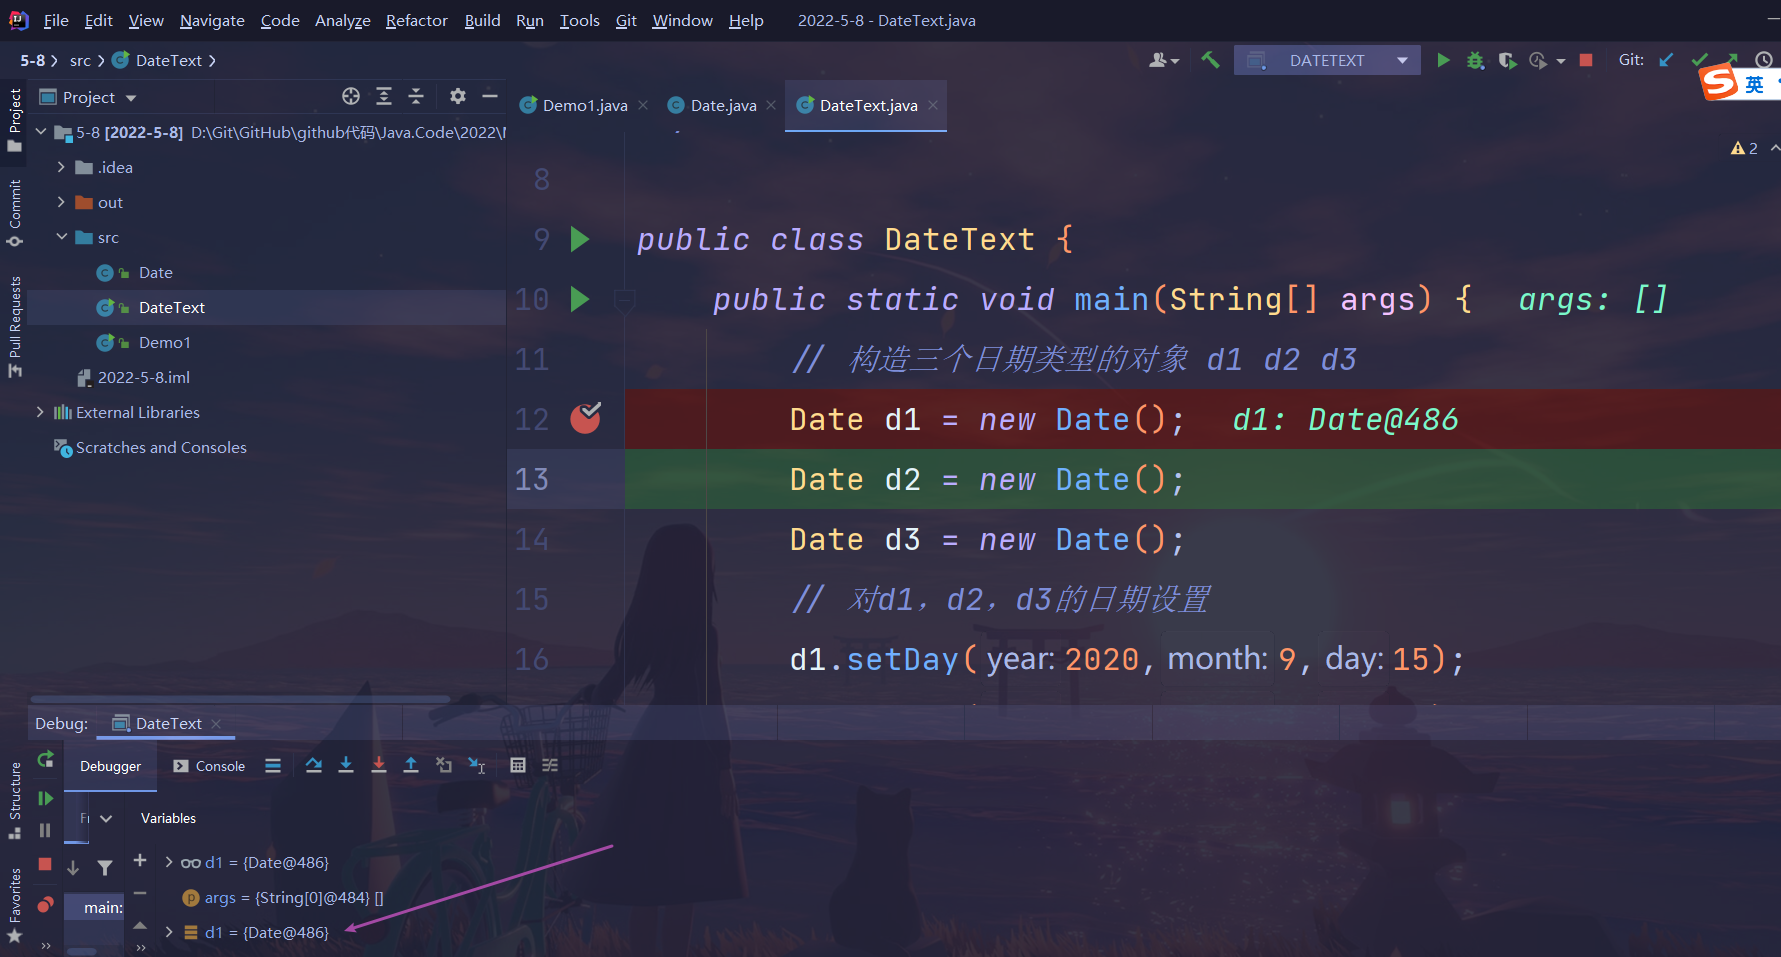 File Edit View Navigate Code Analyze Refactor Build Run Tools Git Window Help 2022-5-8 - DateText.java
5-8 src DateText DATETEXT Git:
英
Project
Demo1.java Date.java DateText.java
5-8 [2022-5-8] D:\Git\GitHub\github代码\Java.Code\2022\
2
.idea
out
src
Date
DateText
Demo1
2022-5-8.iml
External Libraries
Scratches and Consoles
Project
Commit
Pull Requests
Structure
Favorites
8
9 public class DateText {
10 public static void main(String[] args) { args: []
11 // 构造三个日期类型的对象 d1 d2 d3
12 Date d1 = new Date(); d1: Date@486
13 Date d2 = new Date();
14 Date d3 = new Date();
15 // 对d1，d2，d3的日期设置
16 d1.setDay( year: 2020, month: 9, day: 15);
Debug: DateText
Debugger Console
Variables
d1 = {Date@486}
p args = {String[0]@484} []
main: d1 = {Date@486}